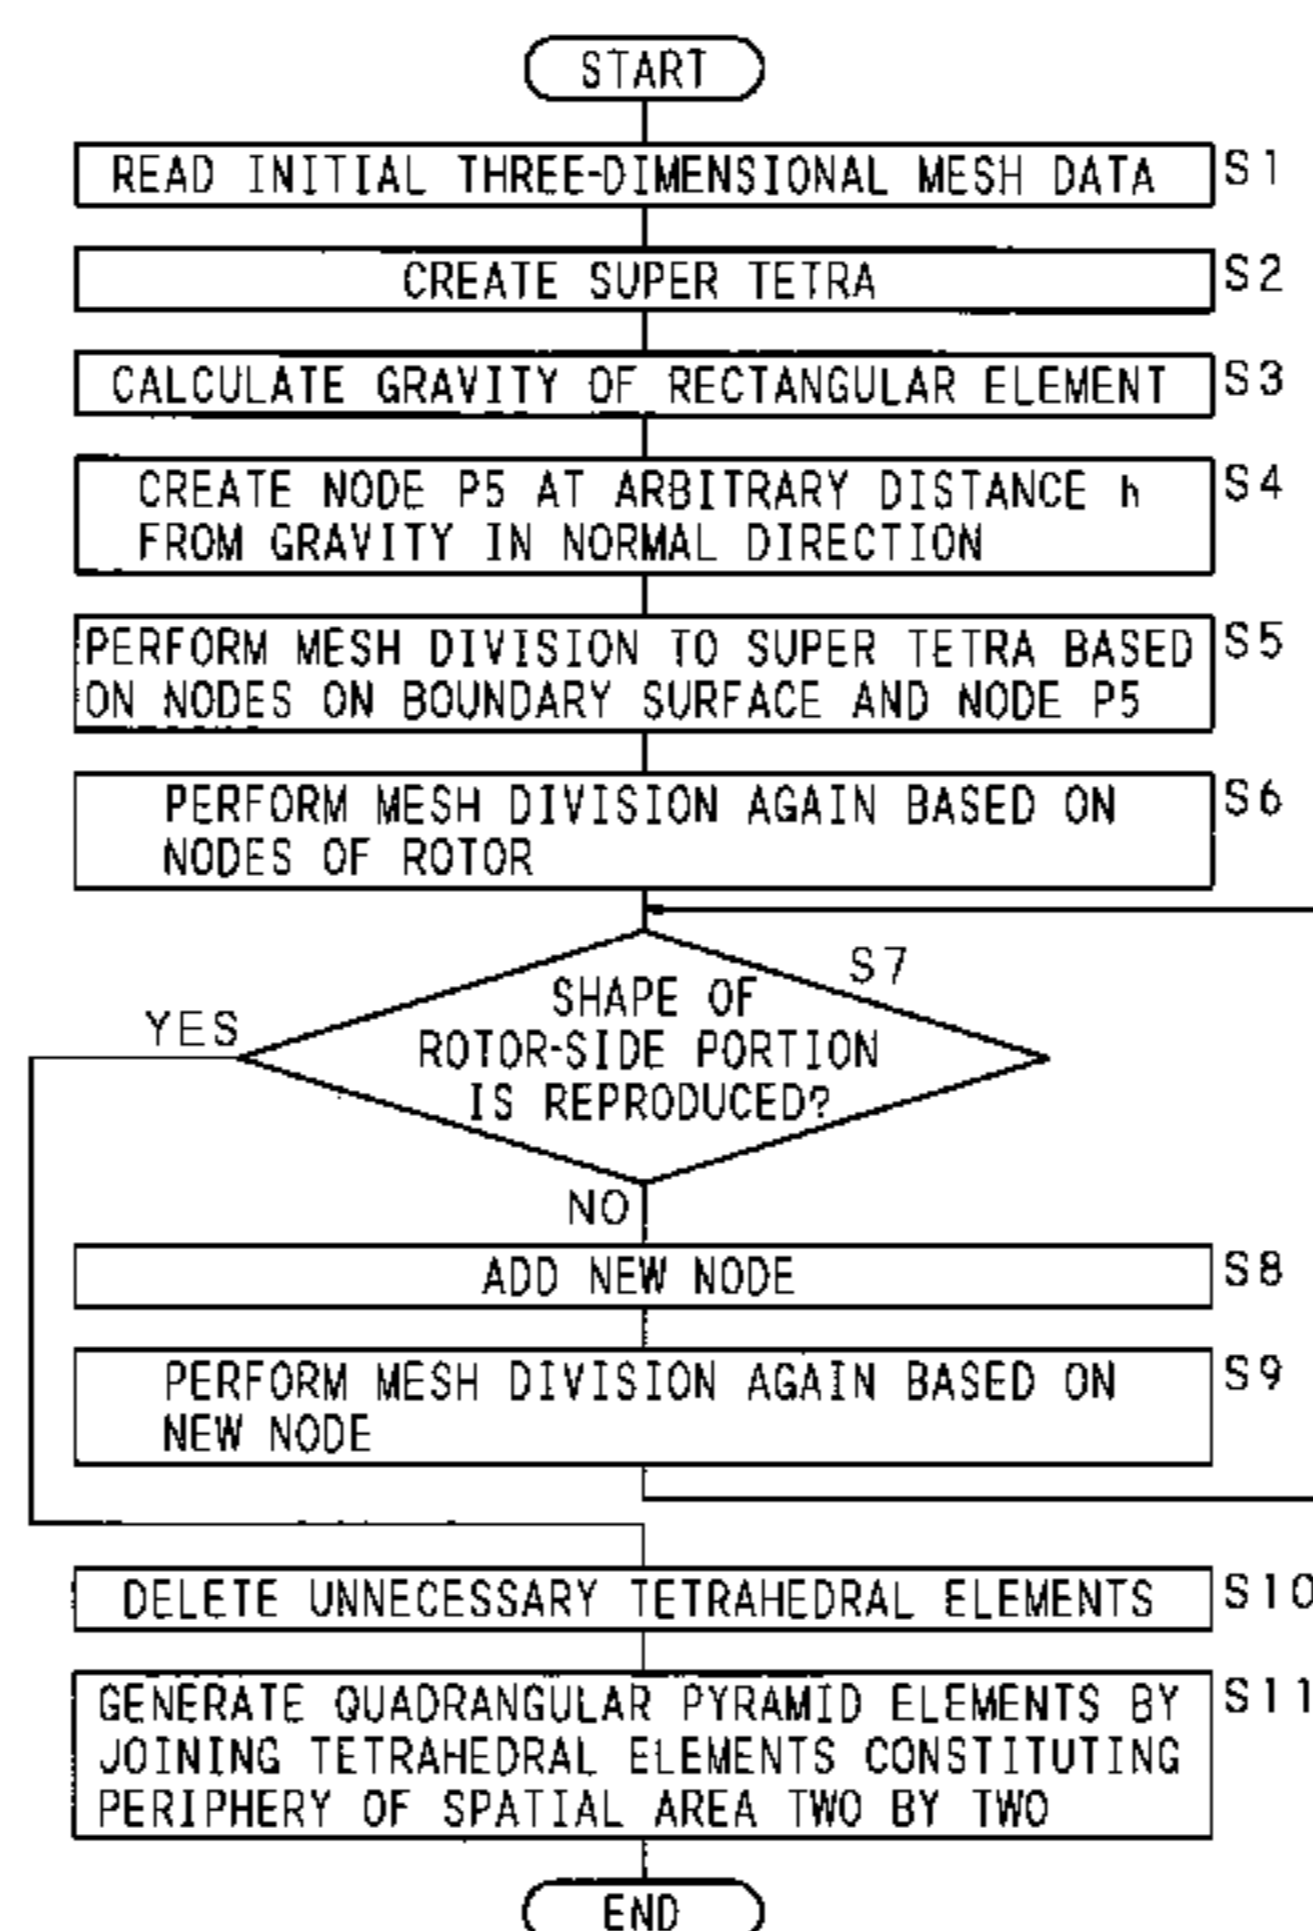 START
READ INITIAL THREE-DIMENSIONAL MESH DATA
S1
CREATE SUPER TETRA
S2
CALCULATE GRAVITY OF RECTANGULAR ELEMENT
S3
CREATE NODE P5 AT ARBITRARY DISTANCE h
FROM GRAVITY IN NORMAL DIRECTION
S4
PERFORM MESH DIVISION TO SUPER TETRA BASED
ON NODES ON BOUNDARY SURFACE AND NODE P5
S5
PERFORM MESH DIVISION AGAIN BASED ON
NODES OF ROTOR
S6
S7
SHAPE OF
ROTOR-SIDE PORTION
IS REPRODUCED?
YES
NO
ADD NEW NODE
S8
PERFORM MESH DIVISION AGAIN BASED ON
NEW NODE
S9
DELETE UNNECESSARY TETRAHEDRAL ELEMENTS
S10
GENERATE QUADRANGULAR PYRAMID ELEMENTS BY
JOINING TETRAHEDRAL ELEMENTS CONSTITUTING
PERIPHERY OF SPATIAL AREA TWO BY TWO
S11
END